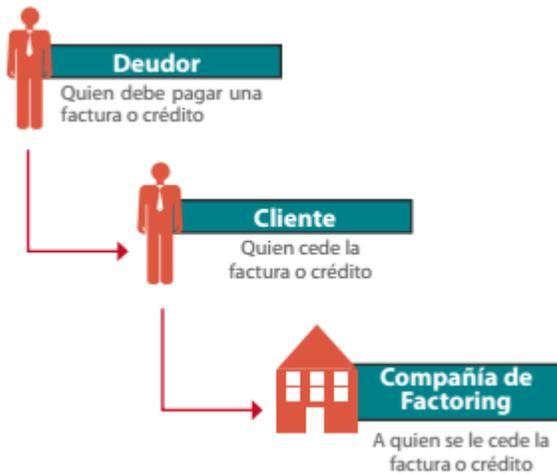 Deudor
Quien debe pagar una
factura o crédito
Cliente
Quien cede la
factura o crédito
Compañía de
Factoring
A quien se le cede la
factura o crédito